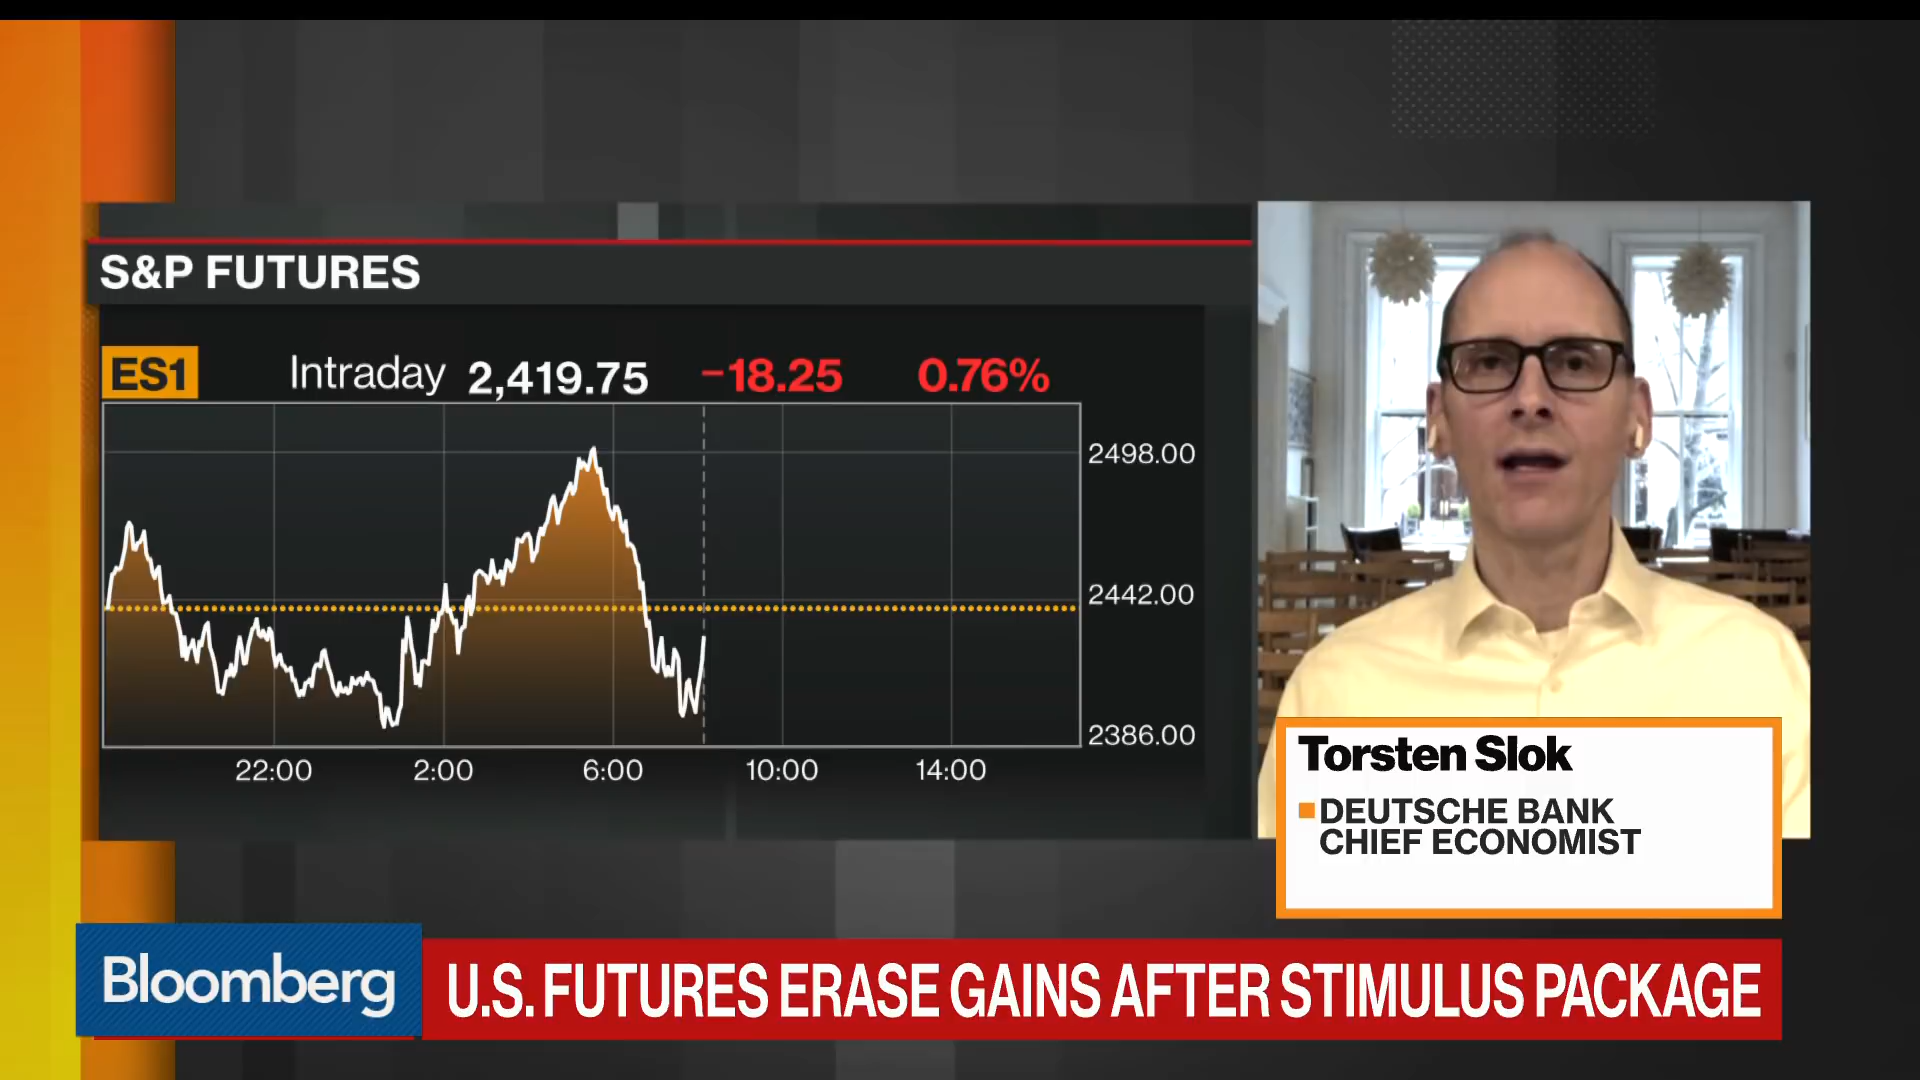 S&P FUTURES
ES1 Intraday 2,419.75 -18.25 0.76%
2498.00
2442.00
2386.00
22:00 2:00 6:00 10:00 14:00
Torsten Slok
DEUTSCHE BANK
CHIEF ECONOMIST
Bloomberg
U.S. FUTURES ERASE GAINS AFTER STIMULUS PACKAGE